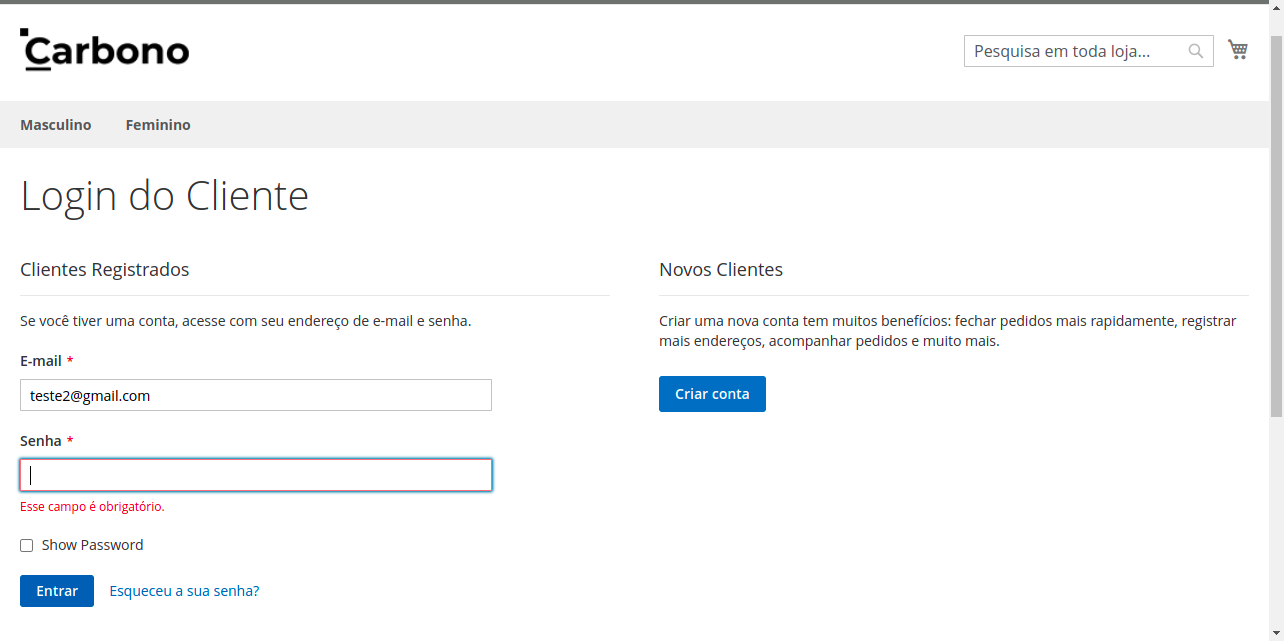 Carbono
Pesquisa em toda loja...
Masculino
Feminino
Login do Cliente
Clientes Registrados
Se você tiver uma conta, acesse com seu endereço de e-mail e senha.
E-mail *
teste2@gmail.com
Senha *
Esse campo é obrigatório.
Show Password
Entrar
Esqueceu a sua senha?
Novos Clientes
Criar uma nova conta tem muitos benefícios: fechar pedidos mais rapidamente, registrar
mais endereços, acompanhar pedidos e muito mais.
Criar conta